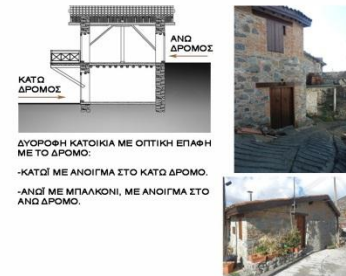 ΑΝΩ
ΔΡΟΜΟΣ
ΚΑΤΩ
ΔΡΟΜΟΣ
ΔΥΟΡΟΦΗ ΚΑΤΟΙΚΙΑ ΜΕ ΟΠΤΙΚΗ ΕΠΑΦΗ
ΜΕ ΤΟ ΔΡΟΜΟ:
-ΚΑΤΩΪ ΜΕ ΑΝΟΙΓΜΑ ΣΤΟ ΚΑΤΩ ΔΡΟΜΟ.
-ΑΝΩΪ ΜΕ ΜΠΑΛΚΟΝΙ, ΜΕ ΑΝΟΙΓΜΑ ΣΤΟ
ΑΝΩ ΔΡΟΜΟ.